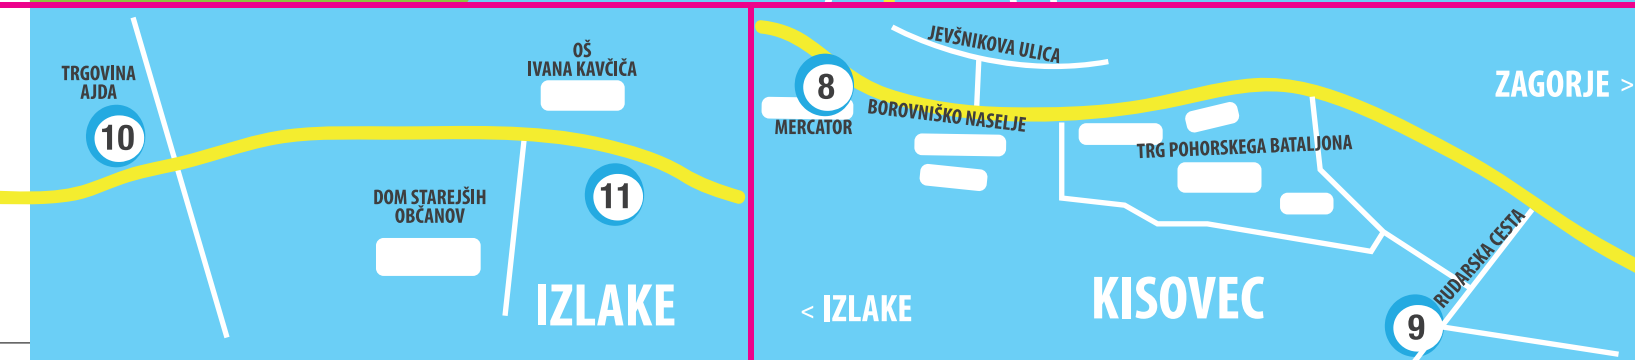 TRGOVINA
AJDA
10
OŠ
IVANA KAVČIČA
DOM STAREJŠIH
OBČANOV
11
IZLAKE
JEVŠNIKOVA ULICA
8
MERCATOR
BOROVNIŠKO NASELJE
TRG POHORSKEGA BATALJONA
ZAGORJE >
RUDARSKA CESTA
< IZLAKE
KISOVEC
9